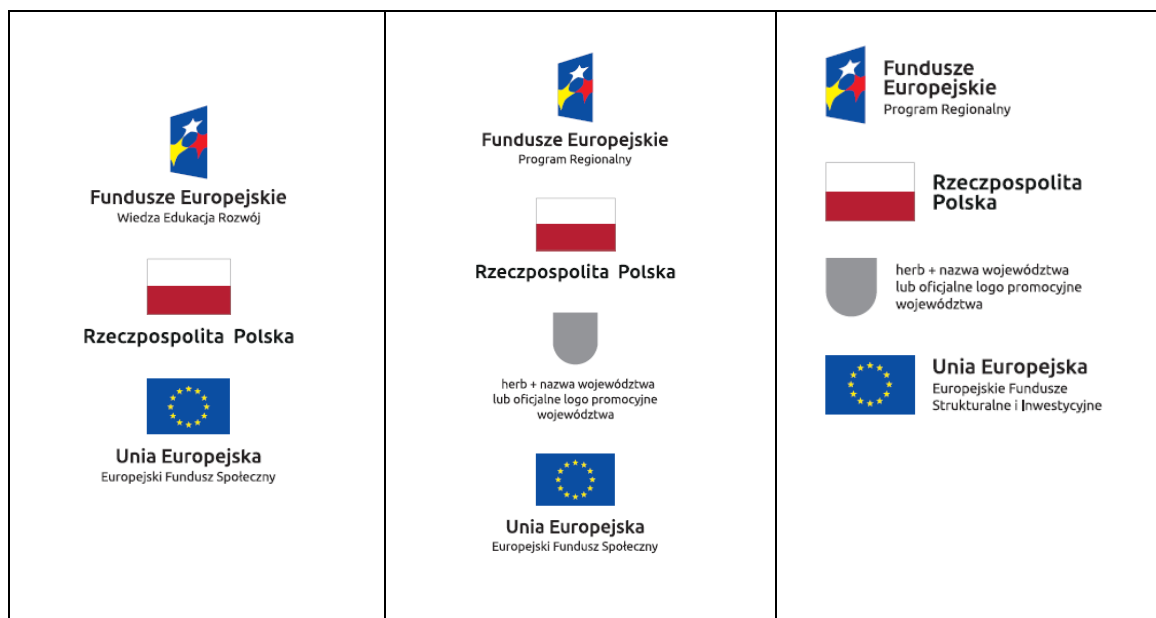 Fundusze Europejskie
Wiedza Edukacja Rozwój
Rzeczpospolita Polska
Unia Europejska
Europejski Fundusz Społeczny
Fundusze Europejskie
Program Regionalny
Rzeczpospolita Polska
herb + nazwa województwa
lub oficjalne logo promocyjne
województwa
Unia Europejska
Europejski Fundusz Społeczny
Fundusze
Europejskie
Program Regionalny
Rzeczpospolita
Polska
herb + nazwa województwa
lub oficjalne logo promocyjne
województwa
Unia Europejska
Europejskie Fundusze
Strukturalne i Inwestycyjne